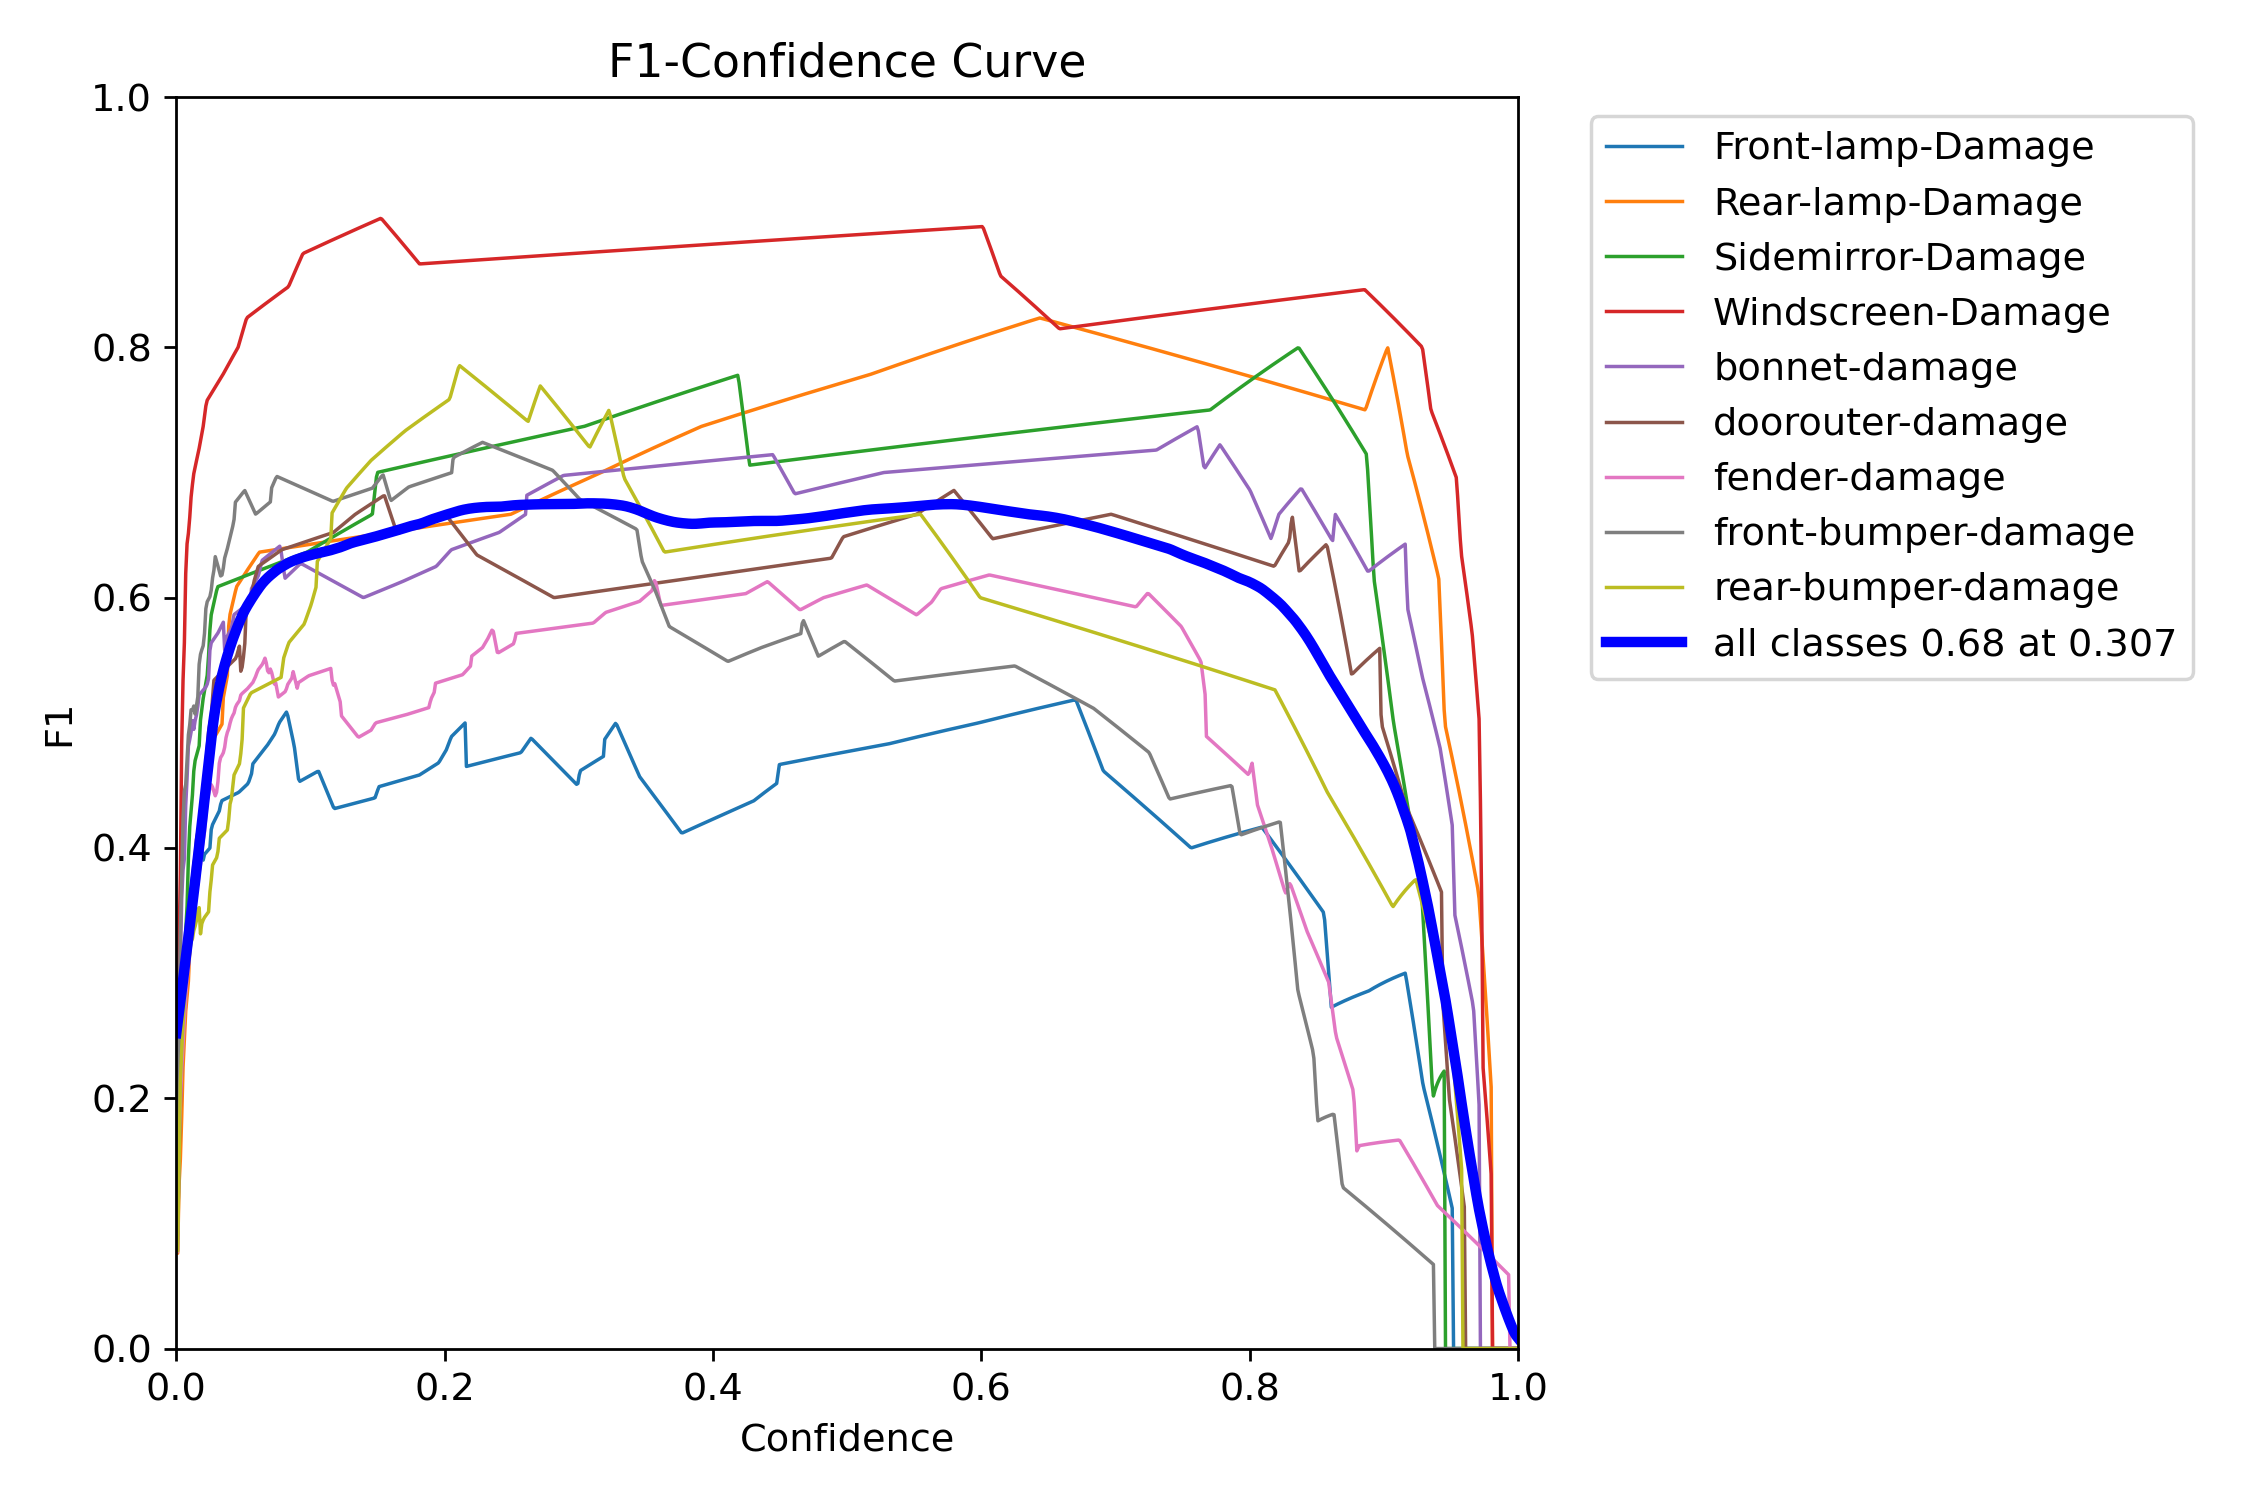 F1-Confidence Curve
1.0
0.8
0.6
0.4
0.2
0.0
F1
0.0 0.2 0.4 0.6 0.8 1.0
Confidence
Front-lamp-Damage
Rear-lamp-Damage
Sidemirror-Damage
Windscreen-Damage
bonnet-damage
doorouter-damage
fender-damage
front-bumper-damage
rear-bumper-damage
all classes 0.68 at 0.307